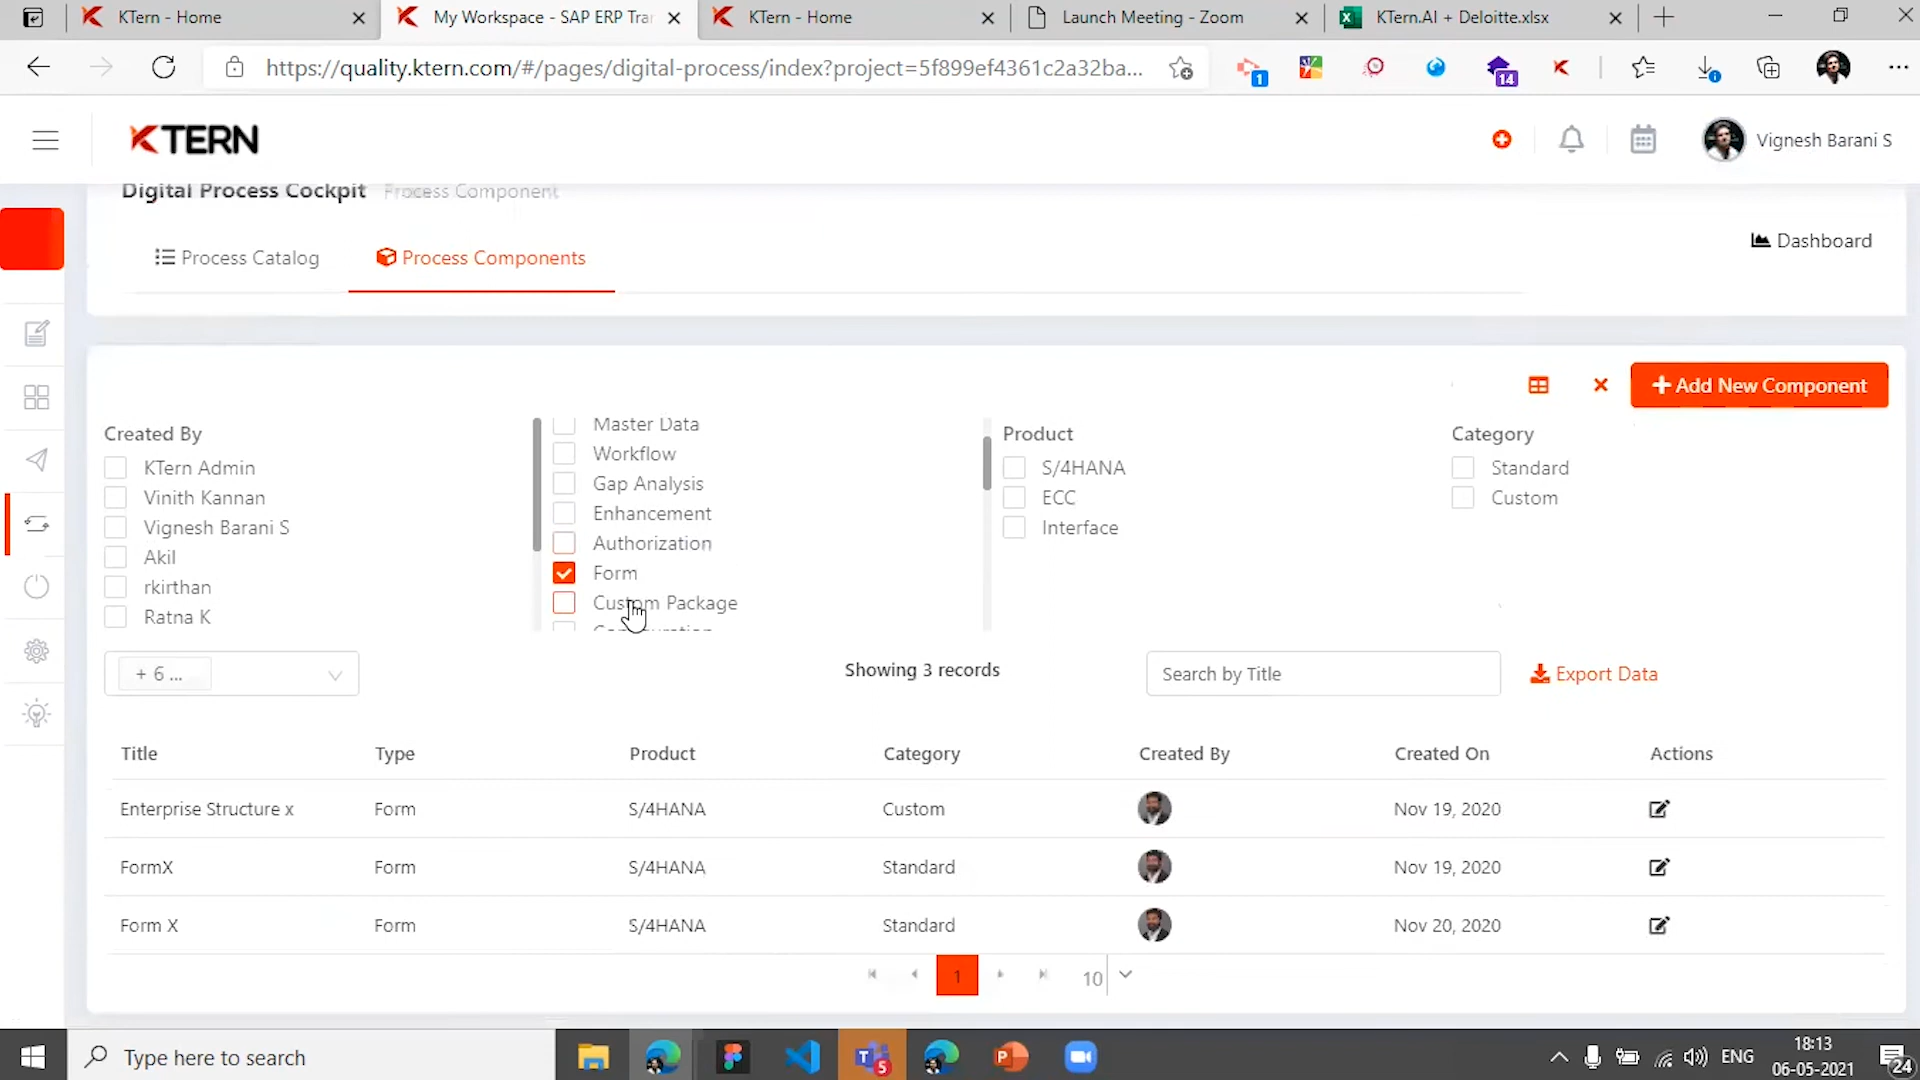 KTern - Home
My Workspace - SAP ERP Tra
KTern - Home
Launch Meeting - Zoom
KTern.AI + Deloitte.xlsx
https://quality.ktern.com/#/pages/digital-process/index?project=5f899ef4361c2a32ba...
1
14
KTERN
Vignesh Barani S
Digital Process Cockpit Process Component
Process Catalog
Process Components
Dashboard
Add New Component
Created By
KTern Admin
Vinith Kannan
Vignesh Barani S
Akil
rkirthan
Ratna K
Master Data
Workflow
Gap Analysis
Enhancement
Authorization
Form
Custom Package
Configuration
Product
S/4HANA
ECC
Interface
Category
Standard
Custom
+ 6 ...
Showing 3 records
Search by Title
Export Data
Title Type Product Category Created By Created On Actions
Enterprise Structure x Form S/4HANA Custom Nov 19, 2020
FormX Form S/4HANA Standard Nov 19, 2020
Form X Form S/4HANA Standard Nov 20, 2020
1
10
Type here to search
5
ENG
18:13
06-05-2021
24